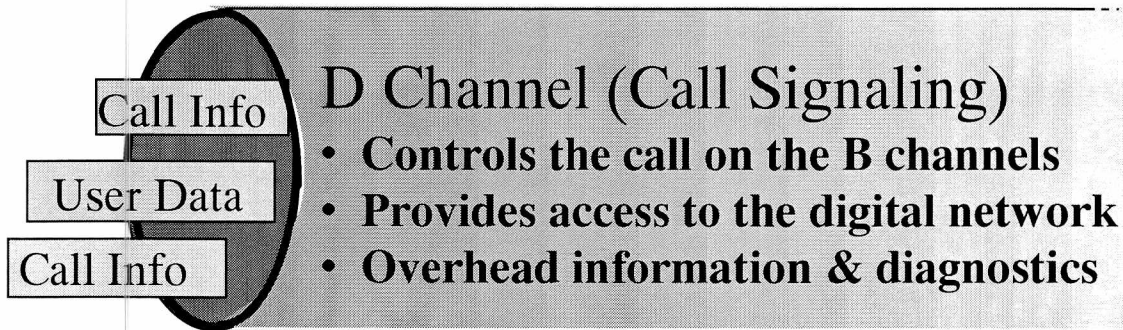 Call Info
User Data
Call Info
D Channel (Call Signaling)
• Controls the call on the B channels
• Provides access to the digital network
• Overhead information & diagnostics